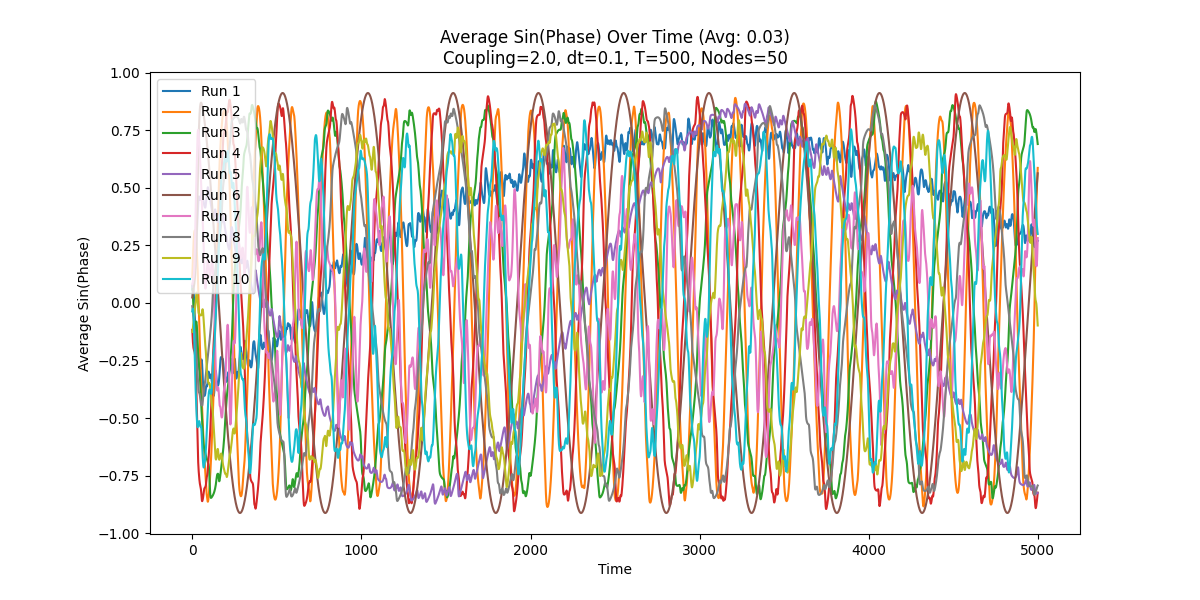 Average Sin(Phase) Over Time (Avg: 0.03)
Coupling=2.0, dt=0.1, T=500, Nodes=50
1.00
0.75
0.50
0.25
0.00
−0.25
−0.50
−0.75
−1.00
Average Sin(Phase)
Run 1
Run 2
Run 3
Run 4
Run 5
Run 6
Run 7
Run 8
Run 9
Run 10
0
1000
2000
3000
4000
5000
Time